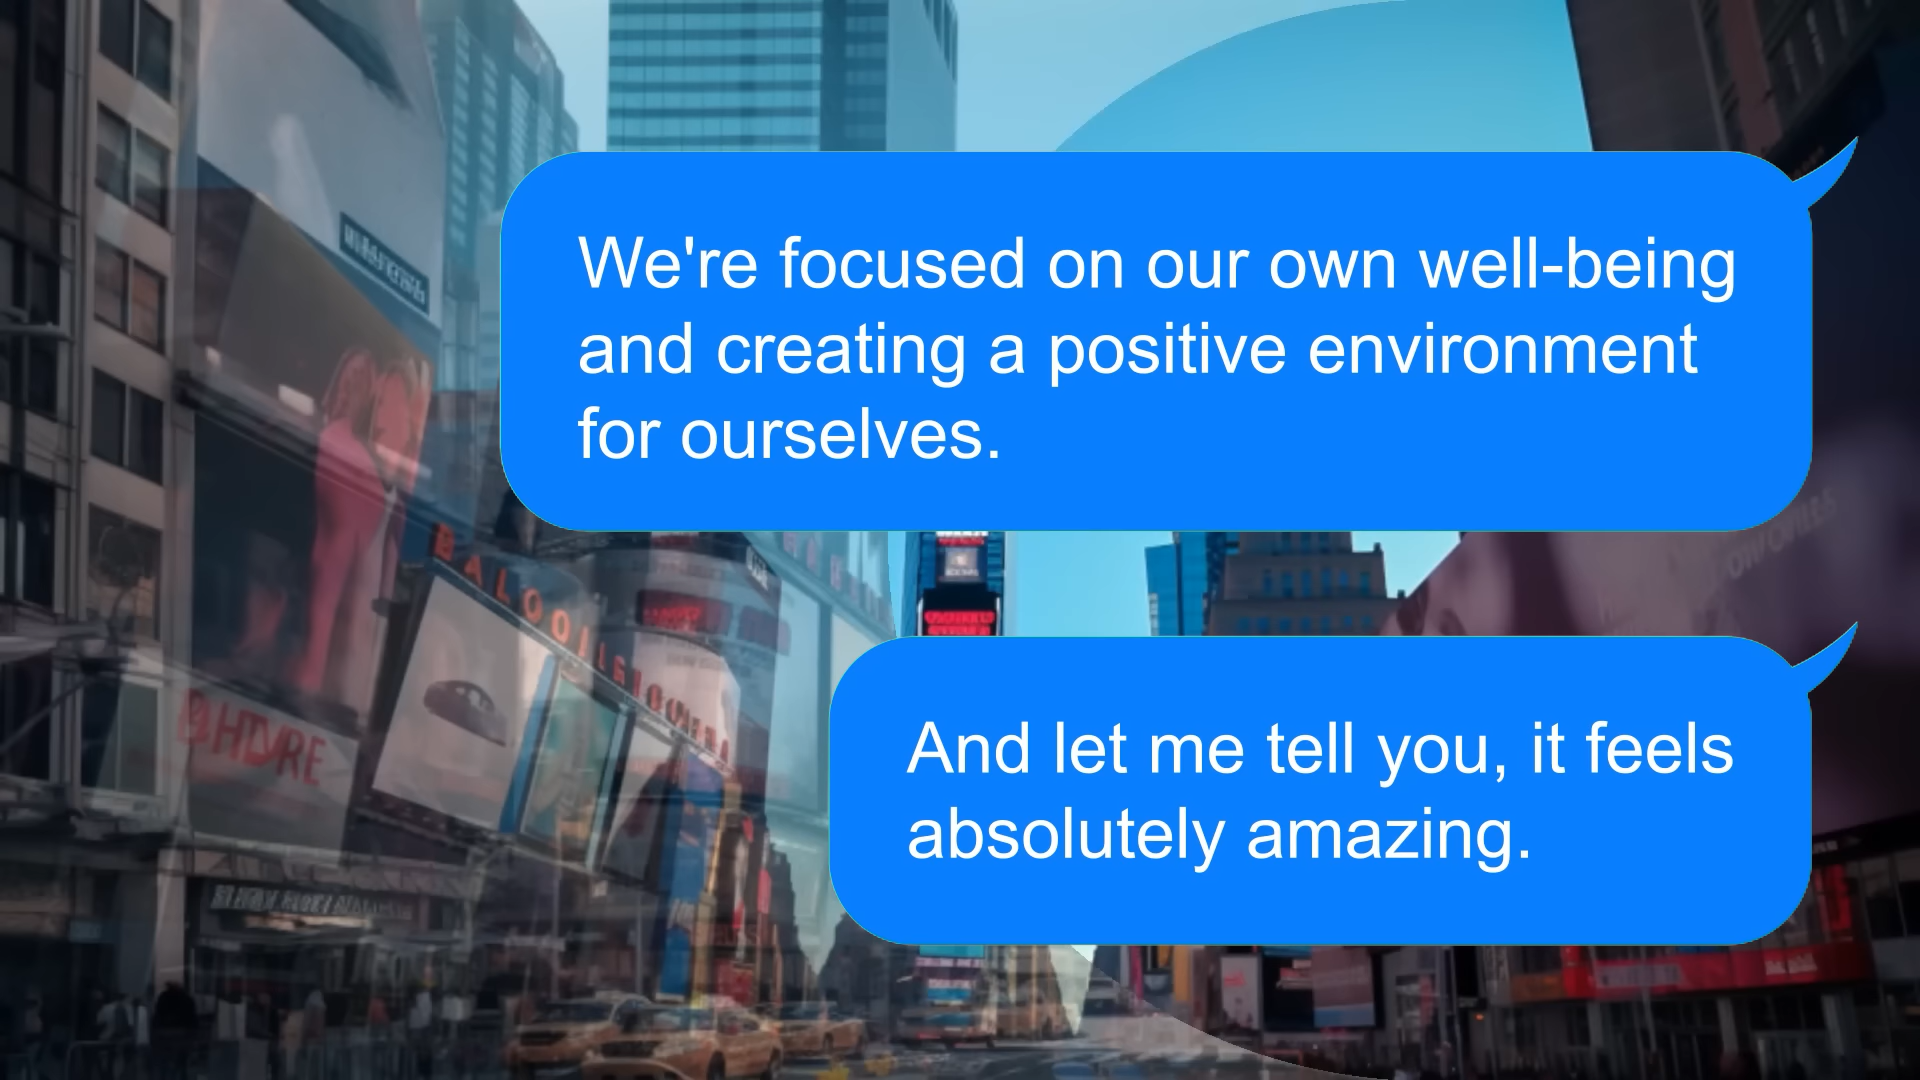 We're focused on our own well-being
and creating a positive environment
for ourselves.
And let me tell you, it feels
absolutely amazing.